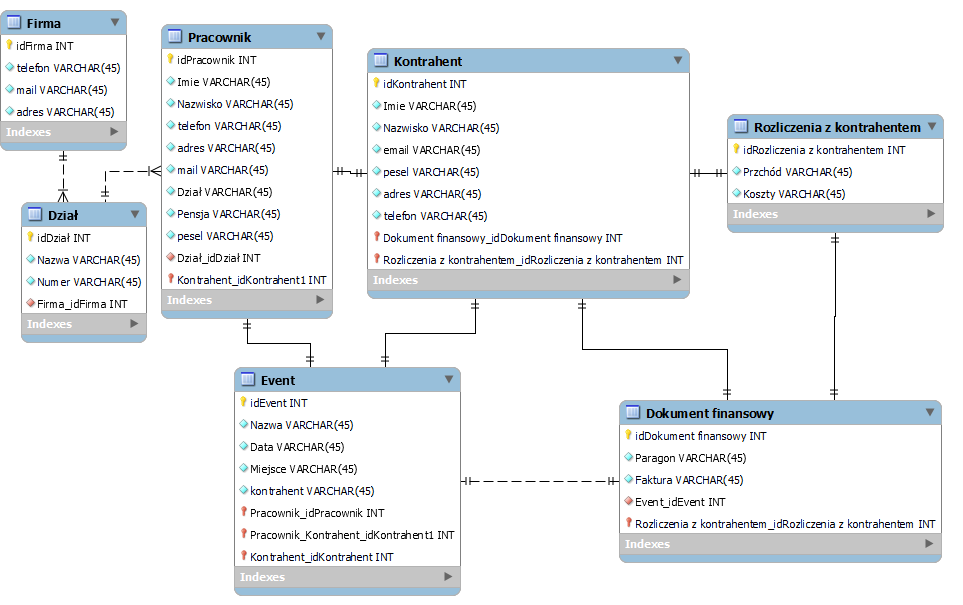 Firma
idFirma INT
telefon VARCHAR(45)
mail VARCHAR(45)
adres VARCHAR(45)
Indexes
Dział
idDział INT
Nazwa VARCHAR(45)
Numer VARCHAR(45)
Firma_idFirma INT
Indexes
Pracownik
idPracownik INT
Imie VARCHAR(45)
Nazwisko VARCHAR(45)
telefon VARCHAR(45)
adres VARCHAR(45)
mail VARCHAR(45)
Dział VARCHAR(45)
Pensja VARCHAR(45)
pesel VARCHAR(45)
Dział_idDział INT
Kontrahent_idKontrahent1 INT
Indexes
Kontrahent
idKontrahent INT
Imie VARCHAR(45)
Nazwisko VARCHAR(45)
email VARCHAR(45)
pesel VARCHAR(45)
adres VARCHAR(45)
telefon VARCHAR(45)
Dokument finansowy_idDokument finansowy INT
Rozliczenia z kontrahentem_idRozliczenia z kontrahentem INT
Indexes
Rozliczenia z kontrahentem
idRozliczenia z kontrahentem INT
Przchód VARCHAR(45)
Koszty VARCHAR(45)
Indexes
Event
idEvent INT
Nazwa VARCHAR(45)
Data VARCHAR(45)
Miejsce VARCHAR(45)
kontrahent VARCHAR(45)
Pracownik_idPracownik INT
Pracownik_Kontrahent_idKontrahent1 INT
Kontrahent_idKontrahent INT
Indexes
Dokument finansowy
idDokument finansowy INT
Paragon VARCHAR(45)
Faktura VARCHAR(45)
Event_idEvent INT
Rozliczenia z kontrahentem_idRozliczenia z kontrahentem INT
Indexes